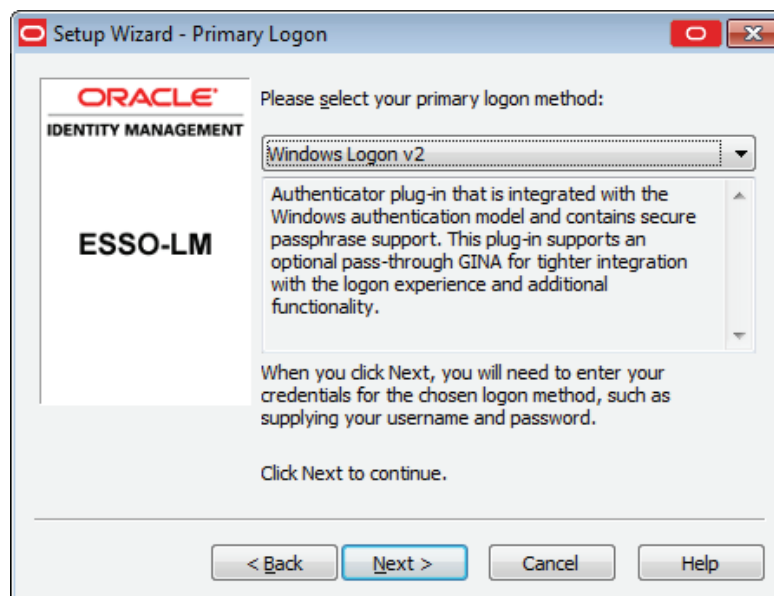 Setup Wizard - Primary Logon
ORACLE
IDENTITY MANAGEMENT
ESSO-LM
Please select your primary logon method:
Windows Logon v2
Authenticator plug-in that is integrated with the
Windows authentication model and contains secure
passphrase support. This plug-in supports an
optional pass-through GINA for tighter integration
with the logon experience and additional
functionality.
When you click Next, you will need to enter your
credentials for the chosen logon method, such as
supplying your username and password.
Click Next to continue.
< Back
Next >
Cancel
Help